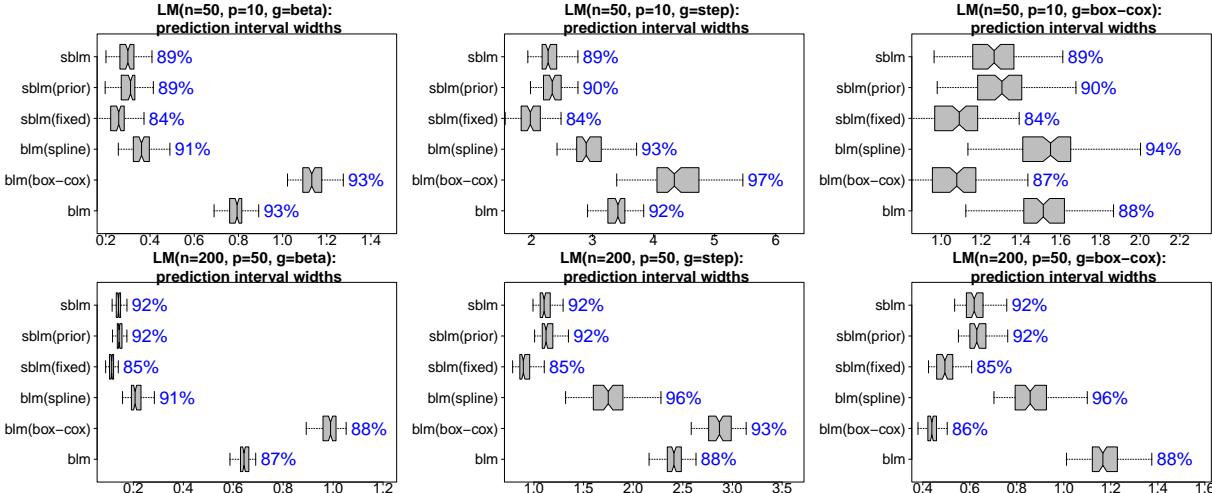 LM(n=50, p=10, g=beta):
prediction interval widths
sblm
89%
sblm(prior)
89%
sblm(fixed)
84%
blm(spline)
91%
blm(box−cox)
93%
blm
93%
0.2 0.4 0.6 0.8 1.0 1.2 1.4
LM(n=50, p=10, g=step):
prediction interval widths
sblm
89%
sblm(prior)
90%
sblm(fixed)
84%
blm(spline)
93%
blm(box−cox)
97%
blm
92%
2 3 4 5 6
LM(n=50, p=10, g=box−cox):
prediction interval widths
sblm
89%
sblm(prior)
90%
sblm(fixed)
84%
blm(spline)
94%
blm(box−cox)
87%
blm
88%
1.0 1.2 1.4 1.6 1.8 2.0 2.2
LM(n=200, p=50, g=beta):
prediction interval widths
sblm
92%
sblm(prior)
92%
sblm(fixed)
85%
blm(spline)
91%
blm(box−cox)
88%
blm
87%
0.2 0.4 0.6 0.8 1.0 1.2
LM(n=200, p=50, g=step):
prediction interval widths
sblm
92%
sblm(prior)
92%
sblm(fixed)
85%
blm(spline)
96%
blm(box−cox)
93%
blm
88%
1.0 1.5 2.0 2.5 3.0 3.5
LM(n=200, p=50, g=box−cox):
prediction interval widths
sblm
92%
sblm(prior)
92%
sblm(fixed)
85%
blm(spline)
96%
blm(box−cox)
86%
blm
88%
0.4 0.6 0.8 1.0 1.2 1.4 1.6